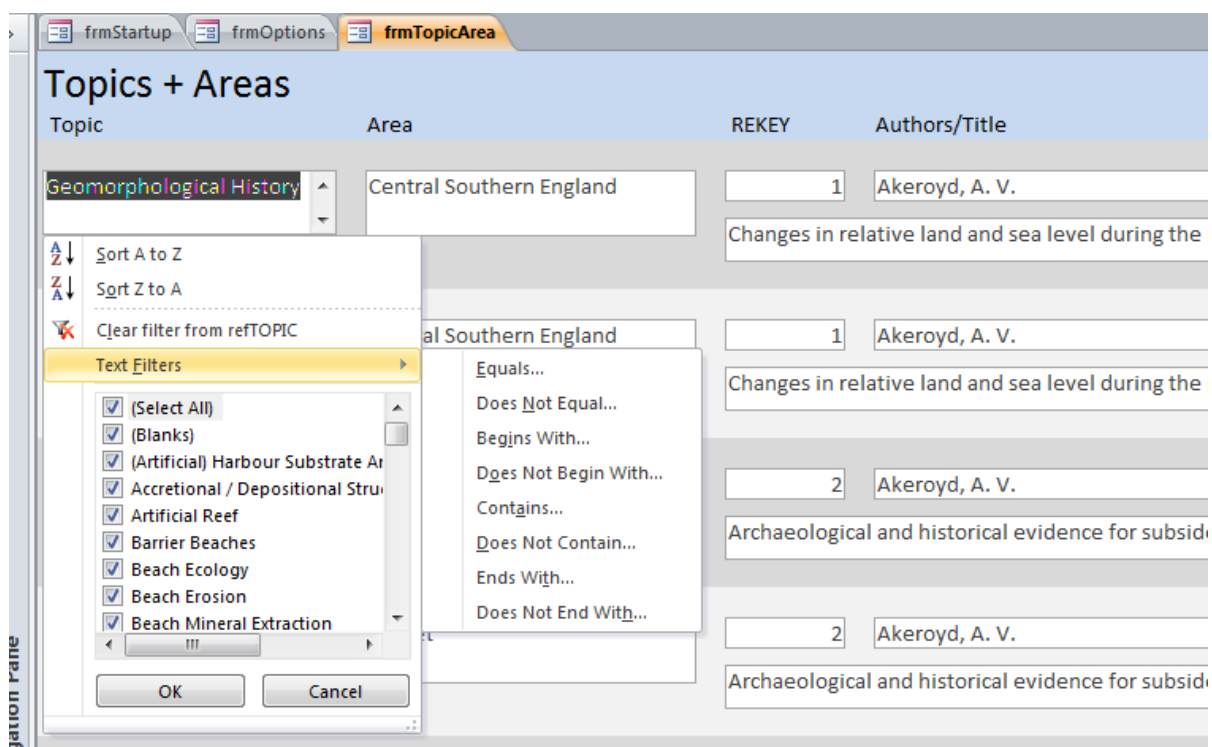 frmStartup frmOptions frmTopicArea
Topics + Areas
Topic Area REKEY Authors/Title
Geomorphological History Central Southern England 1 Akeroyd, A. V.
Changes in relative land and sea level during the
Sort A to Z
Sort Z to A
Clear filter from refTOPIC
al Southern England 1 Akeroyd, A. V.
Changes in relative land and sea level during the
Text Filters
Equals...
Does Not Equal...
Begins With...
Does Not Begin With...
Contains...
Does Not Contain...
Ends With...
Does Not End With...
(Select All)
(Blanks)
(Artificial) Harbour Substrate
Accretional / Depositional
Artificial Reef
Barrier Beaches
Beach Ecology
Beach Erosion
Beach Mineral Extraction
OK Cancel
2 Akeroyd, A. V.
Archaeological and historical evidence for
2 Akeroyd, A. V.
Archaeological and historical evidence for
Pane